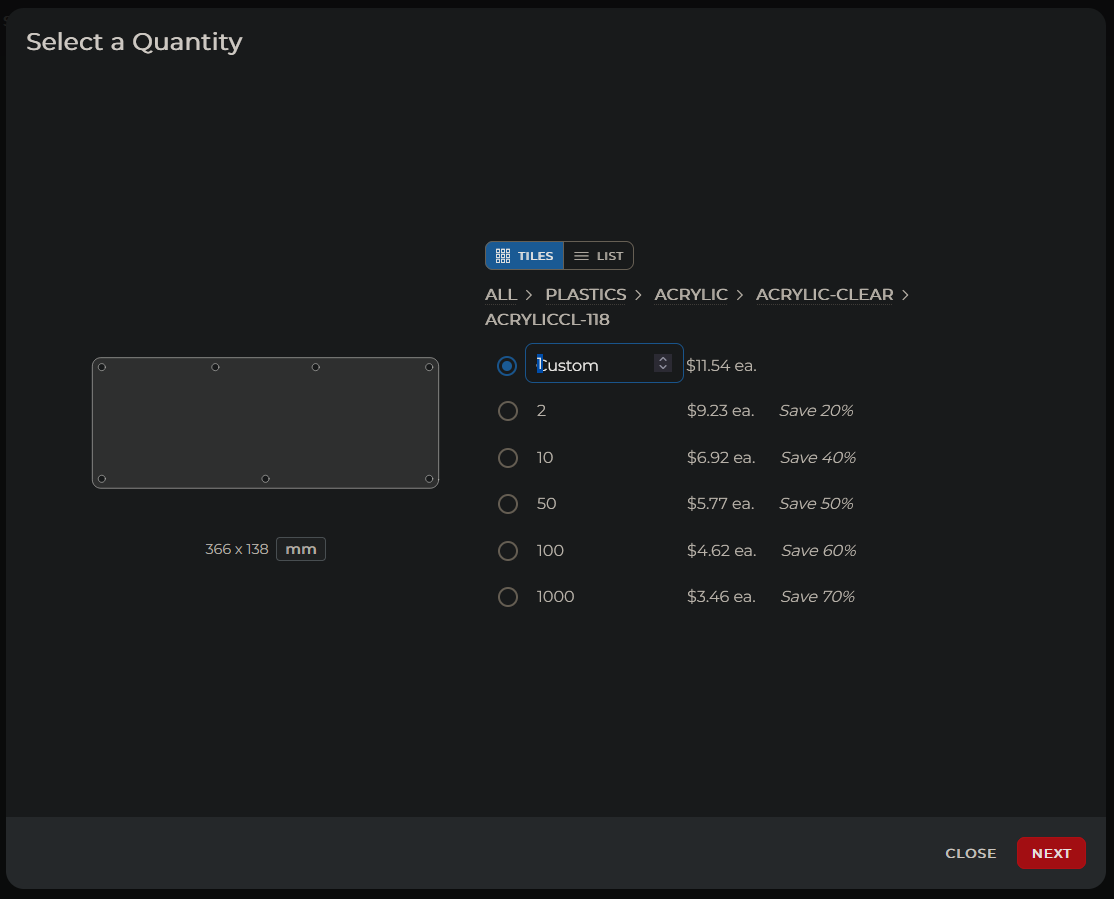 Select a Quantity
TILES LIST
ALL > PLASTICS > ACRYLIC > ACRYLIC-CLEAR >
ACRYLICCL-118
1 Custom $11.54 ea.
2 $9.23 ea. Save 20%
10 $6.92 ea. Save 40%
50 $5.77 ea. Save 50%
100 $4.62 ea. Save 60%
1000 $3.46 ea. Save 70%
366 x 138 mm
CLOSE NEXT